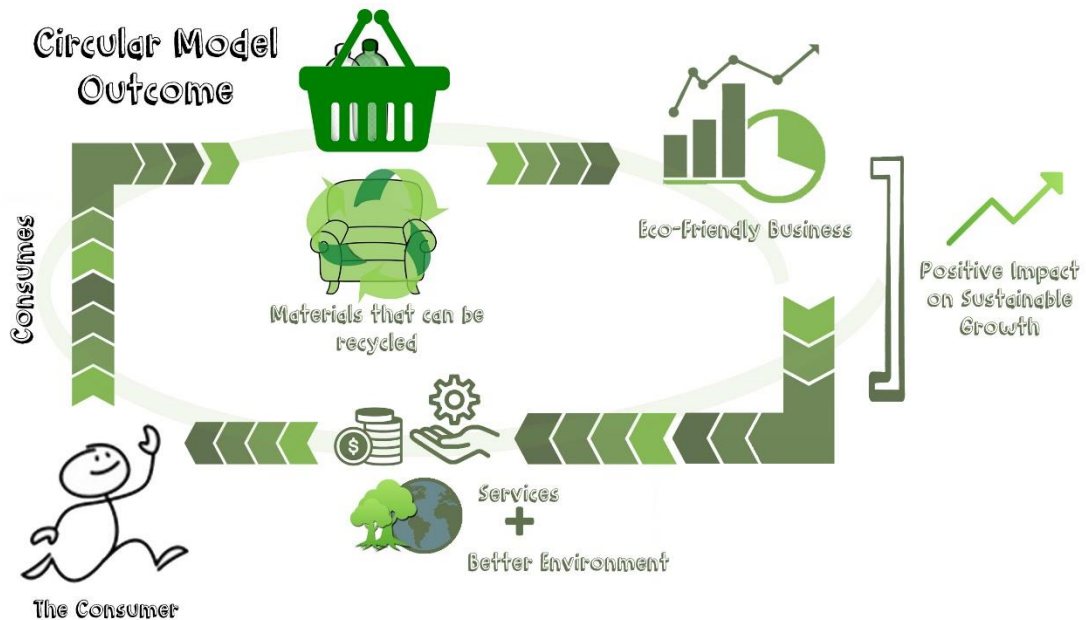 Circular Model
Outcome
Consumes
Materials that can be
recycled
Eco-Friendly Business
Positive Impact
on Sustainable
Growth
$
Services
+
Better Environment
The Consumer